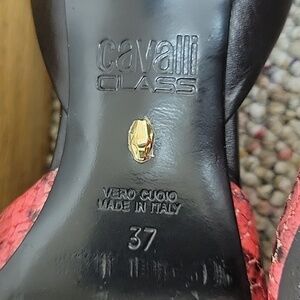 cavalli
CLASS
VERO CUOIO
MADE IN ITALY
37